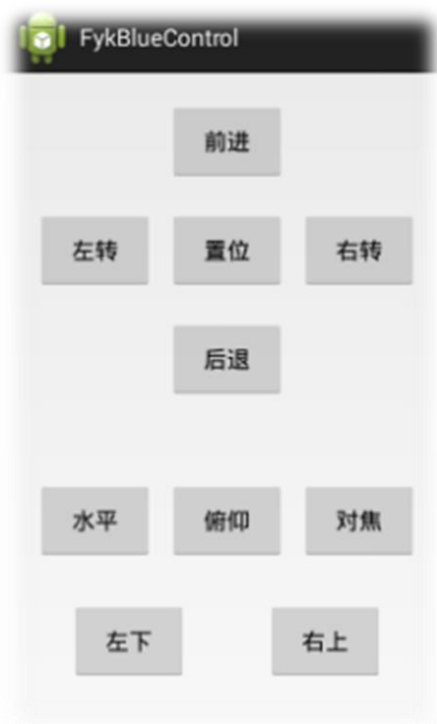 FykBlueControl
前进
左转 置位 右转
后退
水平 俯仰 对焦
左下 右上